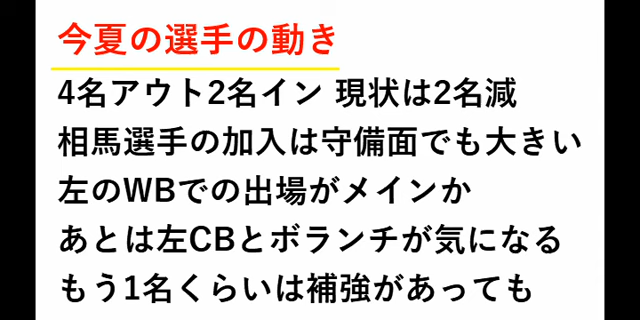 今夏の選手の動き
4名アウト2名イン 現状は2名減
相馬選手の加入は守備面でも大きい
左のWBでの出場がメインか
あとは左CBとボランチが気になる
もう1名くらいは補強があっても